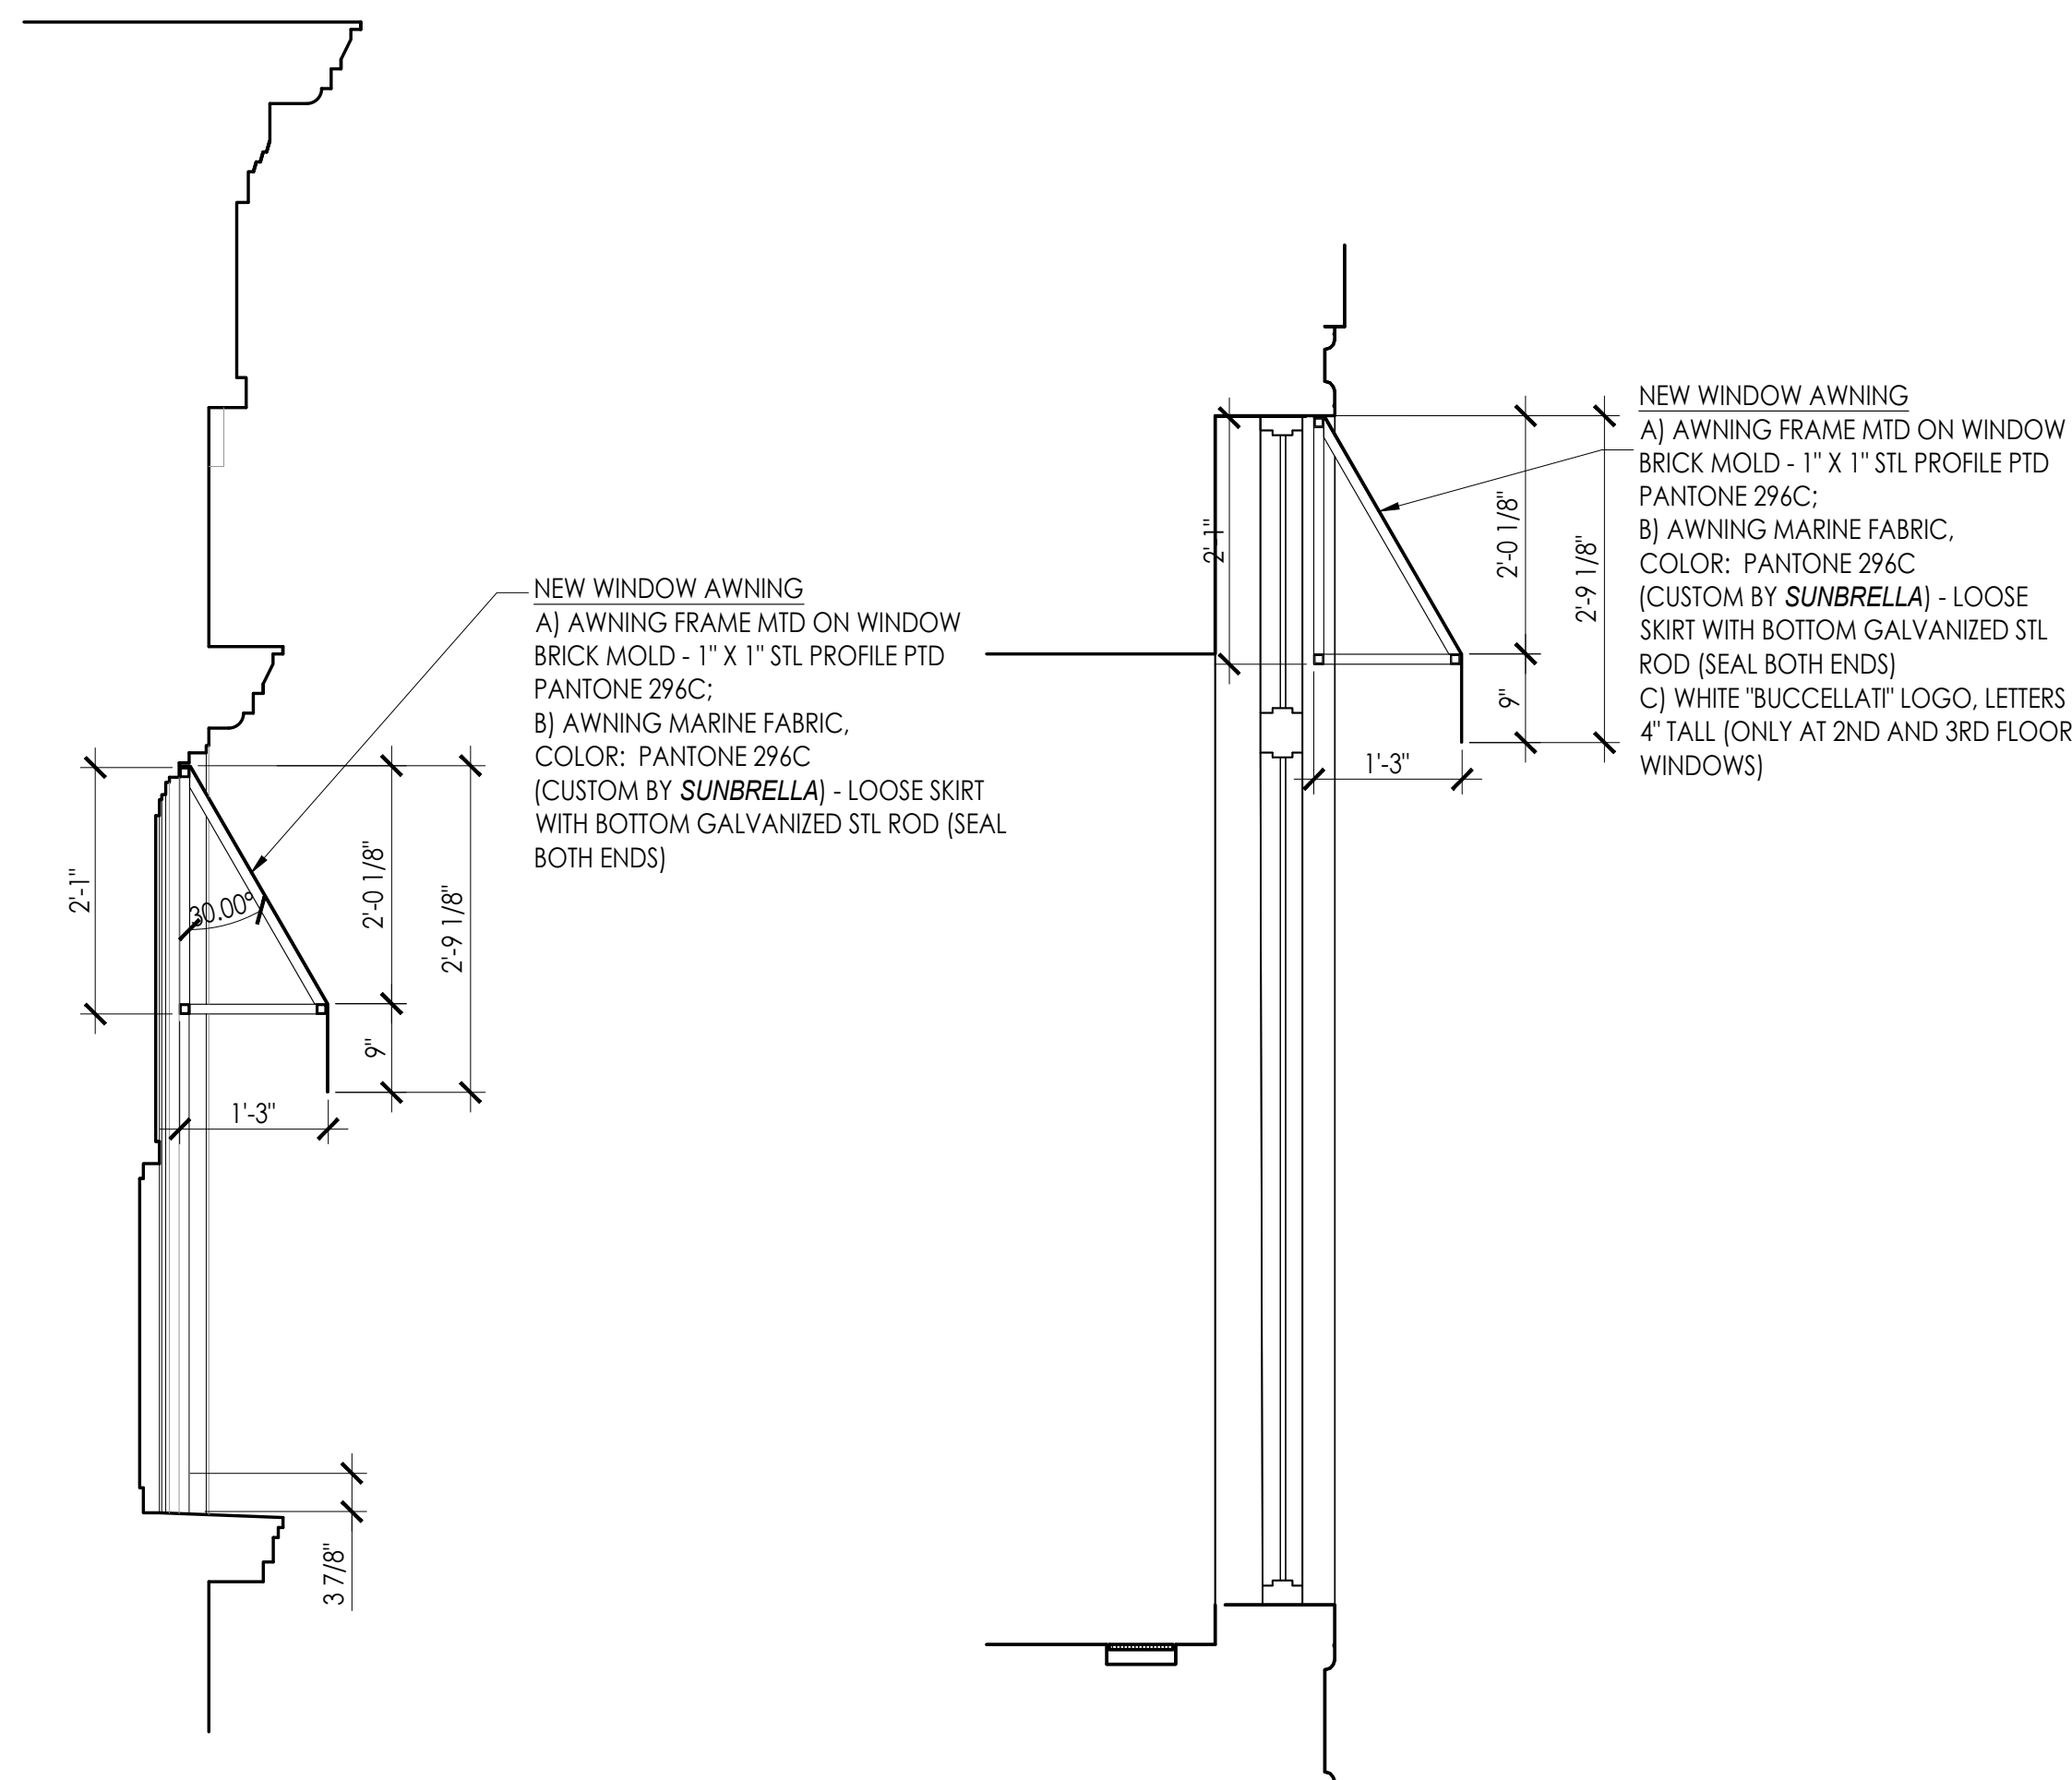 NEW WINDOW AWNING
A) AWNING FRAME MTD ON WINDOW
BRICK MOLD - 1" X 1" STL PROFILE PTD
PANTONE 296C;
B) AWNING MARINE FABRIC,
COLOR: PANTONE 296C
(CUSTOM BY SUNBRELLA) - LOOSE SKIRT
WITH BOTTOM GALVANIZED STL ROD (SEAL
BOTH ENDS)
2'-1"
30.00°
2'-0 1/8"
2'-9 1/8"
9"
1'-3"
3 7/8"
NEW WINDOW AWNING
A) AWNING FRAME MTD ON WINDOW
BRICK MOLD - 1" X 1" STL PROFILE PTD
PANTONE 296C;
B) AWNING MARINE FABRIC,
COLOR: PANTONE 296C
(CUSTOM BY SUNBRELLA) - LOOSE
SKIRT WITH BOTTOM GALVANIZED STL
ROD (SEAL BOTH ENDS)
C) WHITE "BUCCELLATI" LOGO, LETTERS
4" TALL (ONLY AT 2ND AND 3RD FLOOR
WINDOWS)
2'-1"
2'-0 1/8"
2'-9 1/8"
9"
1'-3"